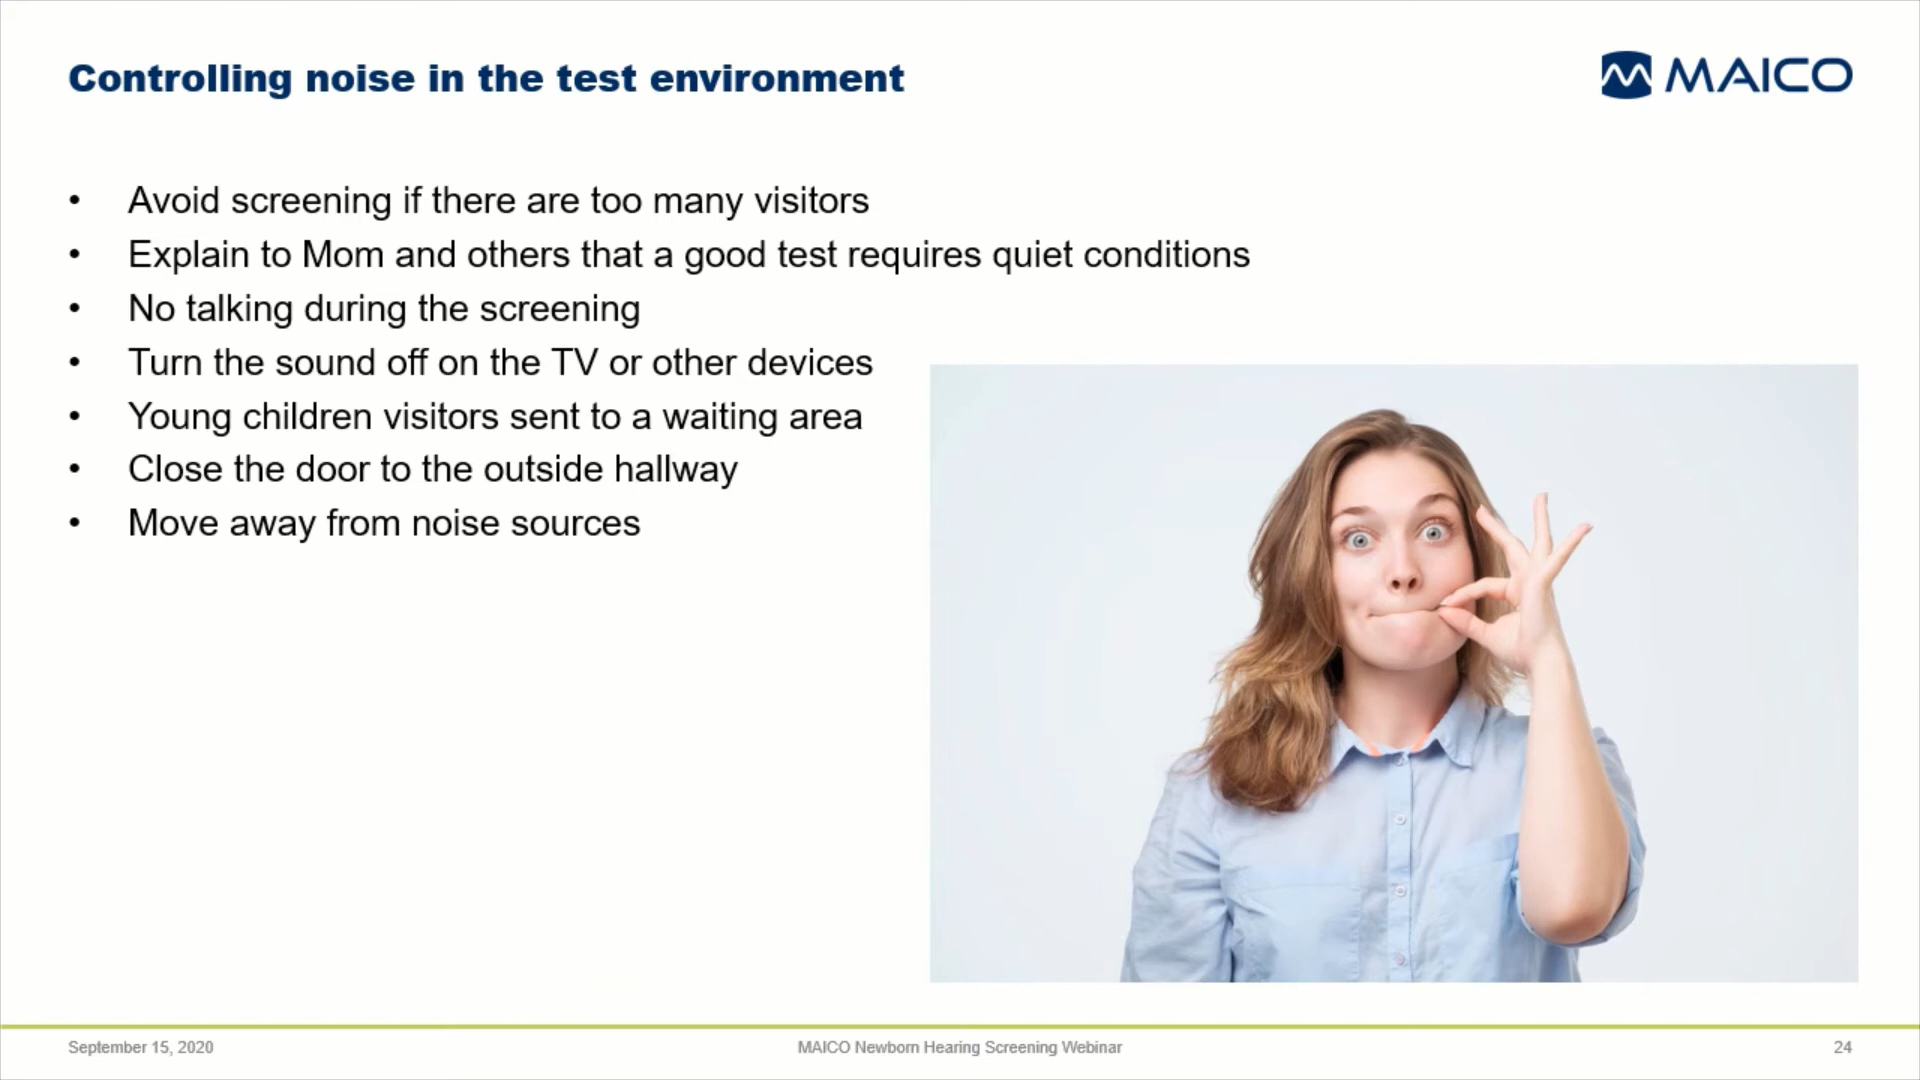 Controlling noise in the test environment
MAICO
• Avoid screening if there are too many visitors
• Explain to Mom and others that a good test requires quiet conditions
• No talking during the screening
• Turn the sound off on the TV or other devices
• Young children visitors sent to a waiting area
• Close the door to the outside hallway
• Move away from noise sources
September 15, 2020
MAICO Newborn Hearing Screening Webinar
24